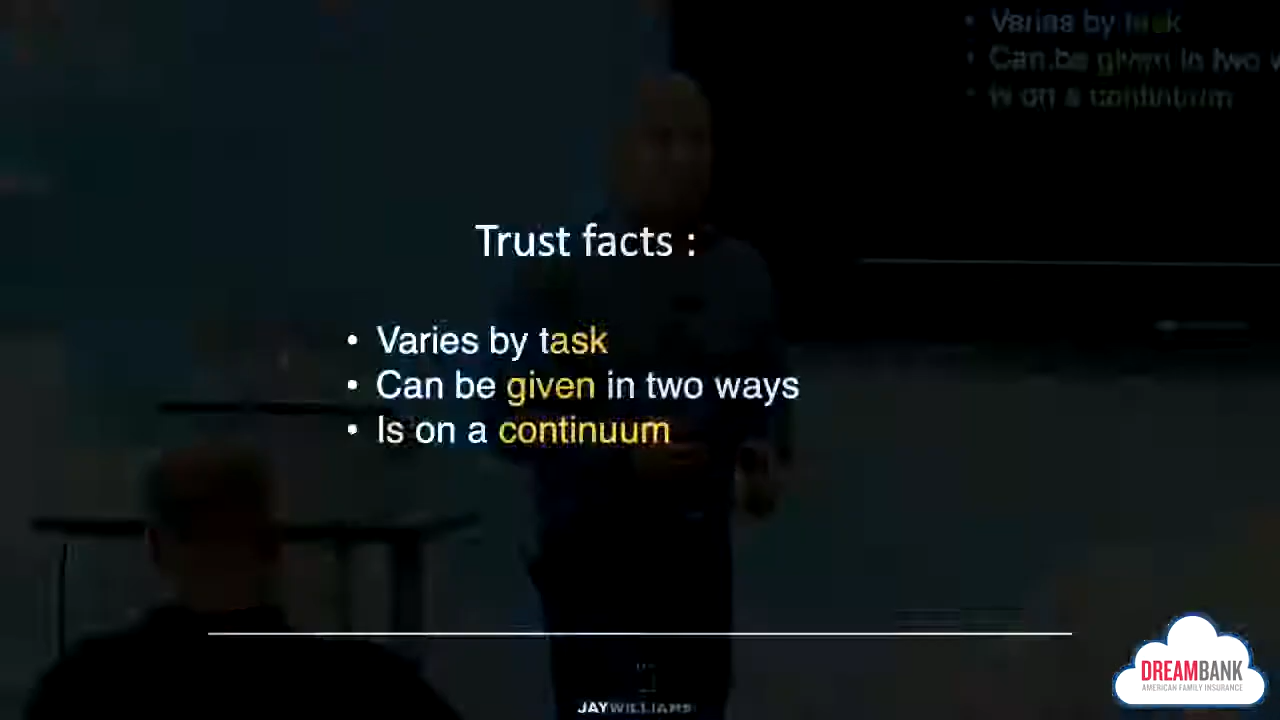 Varies by task
Can be given in two
is on a continuum
Trust facts :
• Varies by task
• Can be given in two ways
• Is on a continuum
JAYWILLIAMS
DREAMBANK
AMERICAN FAMILY INSURANCE